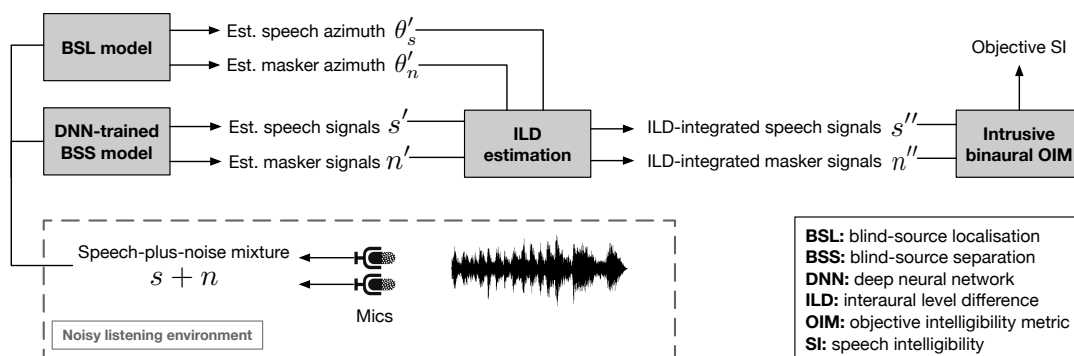 BSL model
Est. speech azimuth θ′ₛ
Est. masker azimuth θ′ₙ
Objective SI
DNN-trained
BSS model
Est. speech signals s′
Est. masker signals n′
ILD
estimation
ILD-integrated speech signals s′′
ILD-integrated masker signals n′′
Intrusive
binaural OIM
Speech-plus-noise mixture
s + n
Mics
Noisy listening environment
BSL: blind-source localisation
BSS: blind-source separation
DNN: deep neural network
ILD: interaural level difference
OIM: objective intelligibility metric
SI: speech intelligibility